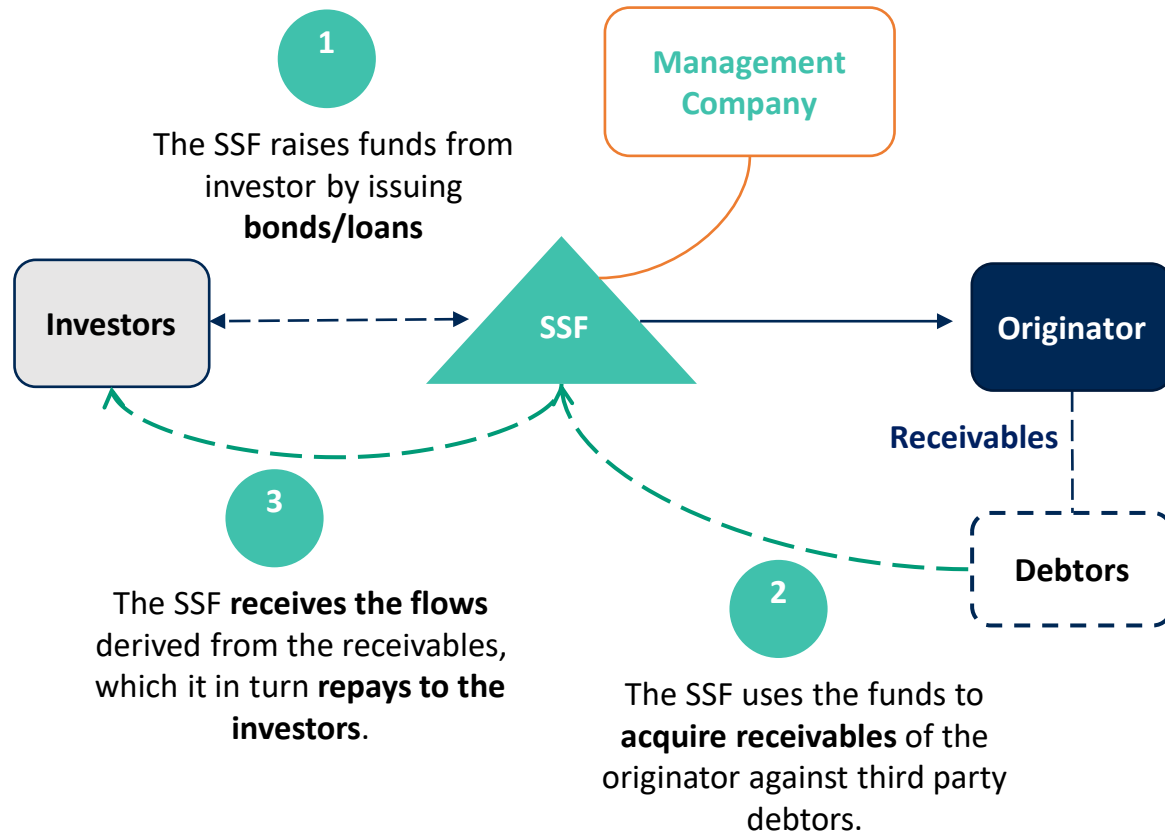 1
The SSF raises funds from
investor by issuing
bonds/loans
Management
Company
Investors
SSF
Originator
Receivables
Debtors
2
The SSF uses the funds to
acquire receivables of the
originator against third party
debtors.
3
The SSF receives the flows
derived from the receivables,
which it in turn repays to the
investors.